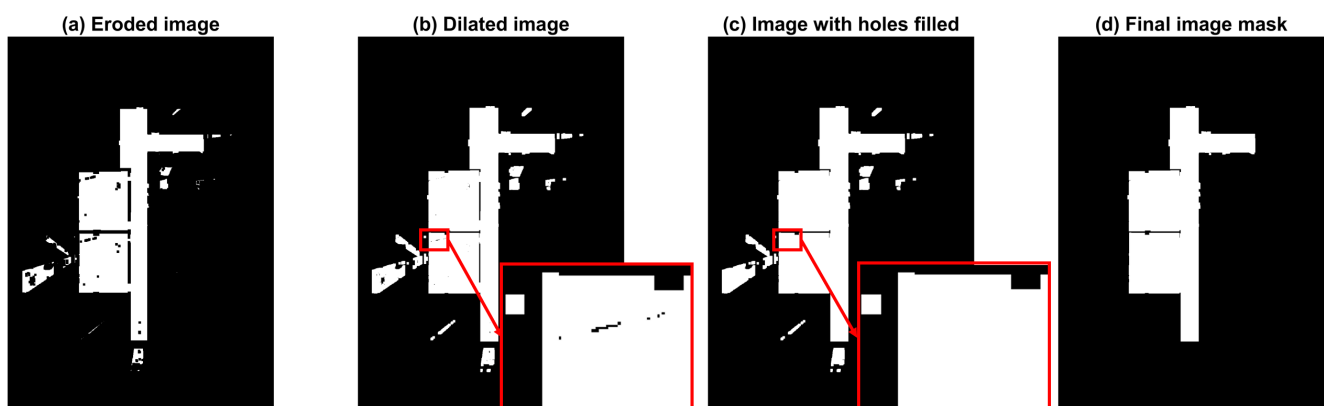 (a) Eroded image
(b) Dilated image
(c) Image with holes filled
(d) Final image mask